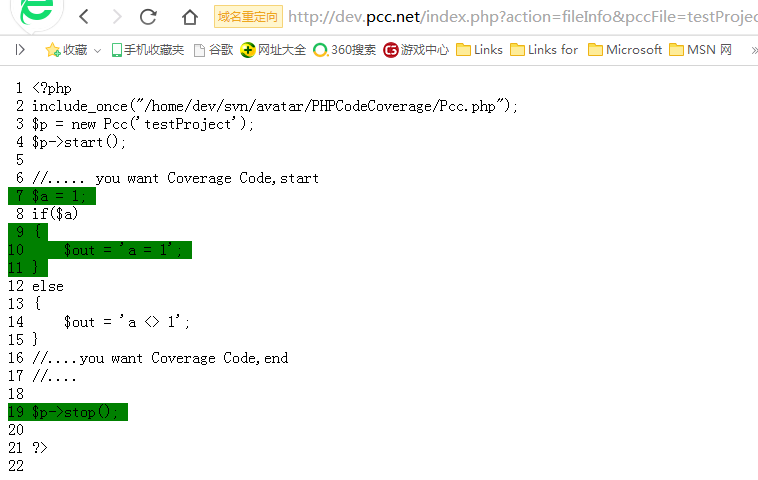 域名重定向 http://dev.pcc.net/index.php?action=fileInfo&pccFile=testProjec
收藏 手机收藏夹 谷歌 网址大全 360搜索 游戏中心 Links Links for Microsoft MSN 网
1 <?php
2 include_once("/home/dev/svn/avatar/PHPCodeCoverage/Pcc.php");
3 $p = new Pcc('testProject');
4 $p->start();
5
6 //..... you want Coverage Code,start
7 $a = 1;
8 if($a)
9 {
10     $out = 'a = 1';
11 }
12 else
13 {
14     $out = 'a <> 1';
15 }
16 //....you want Coverage Code,end
17 //....
18
19 $p->stop();
20
21 ?>
22